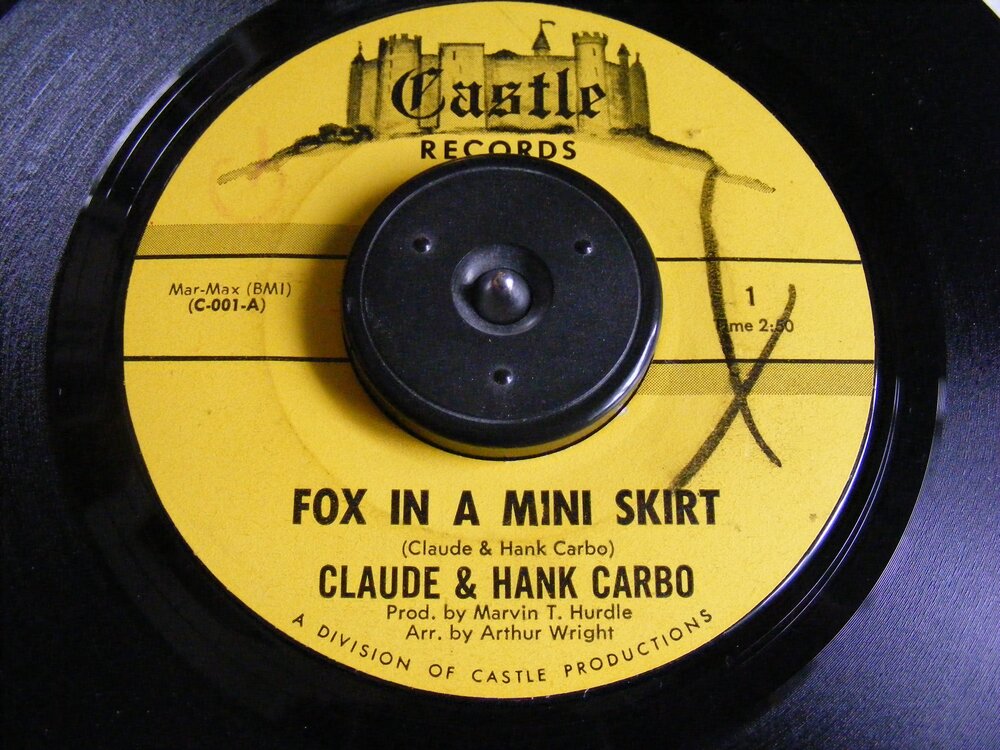 Castle
RECORDS
Mar-Max (BMI)
(C-001-A)
1
Time 2:50
FOX IN A MINI SKIRT
(Claude & Hank Carbo)
CLAUDE & HANK CARBO
Prod. by Marvin T. Hurdle
Arr. by Arthur Wright
A DIVISION OF CASTLE PRODUCTIONS